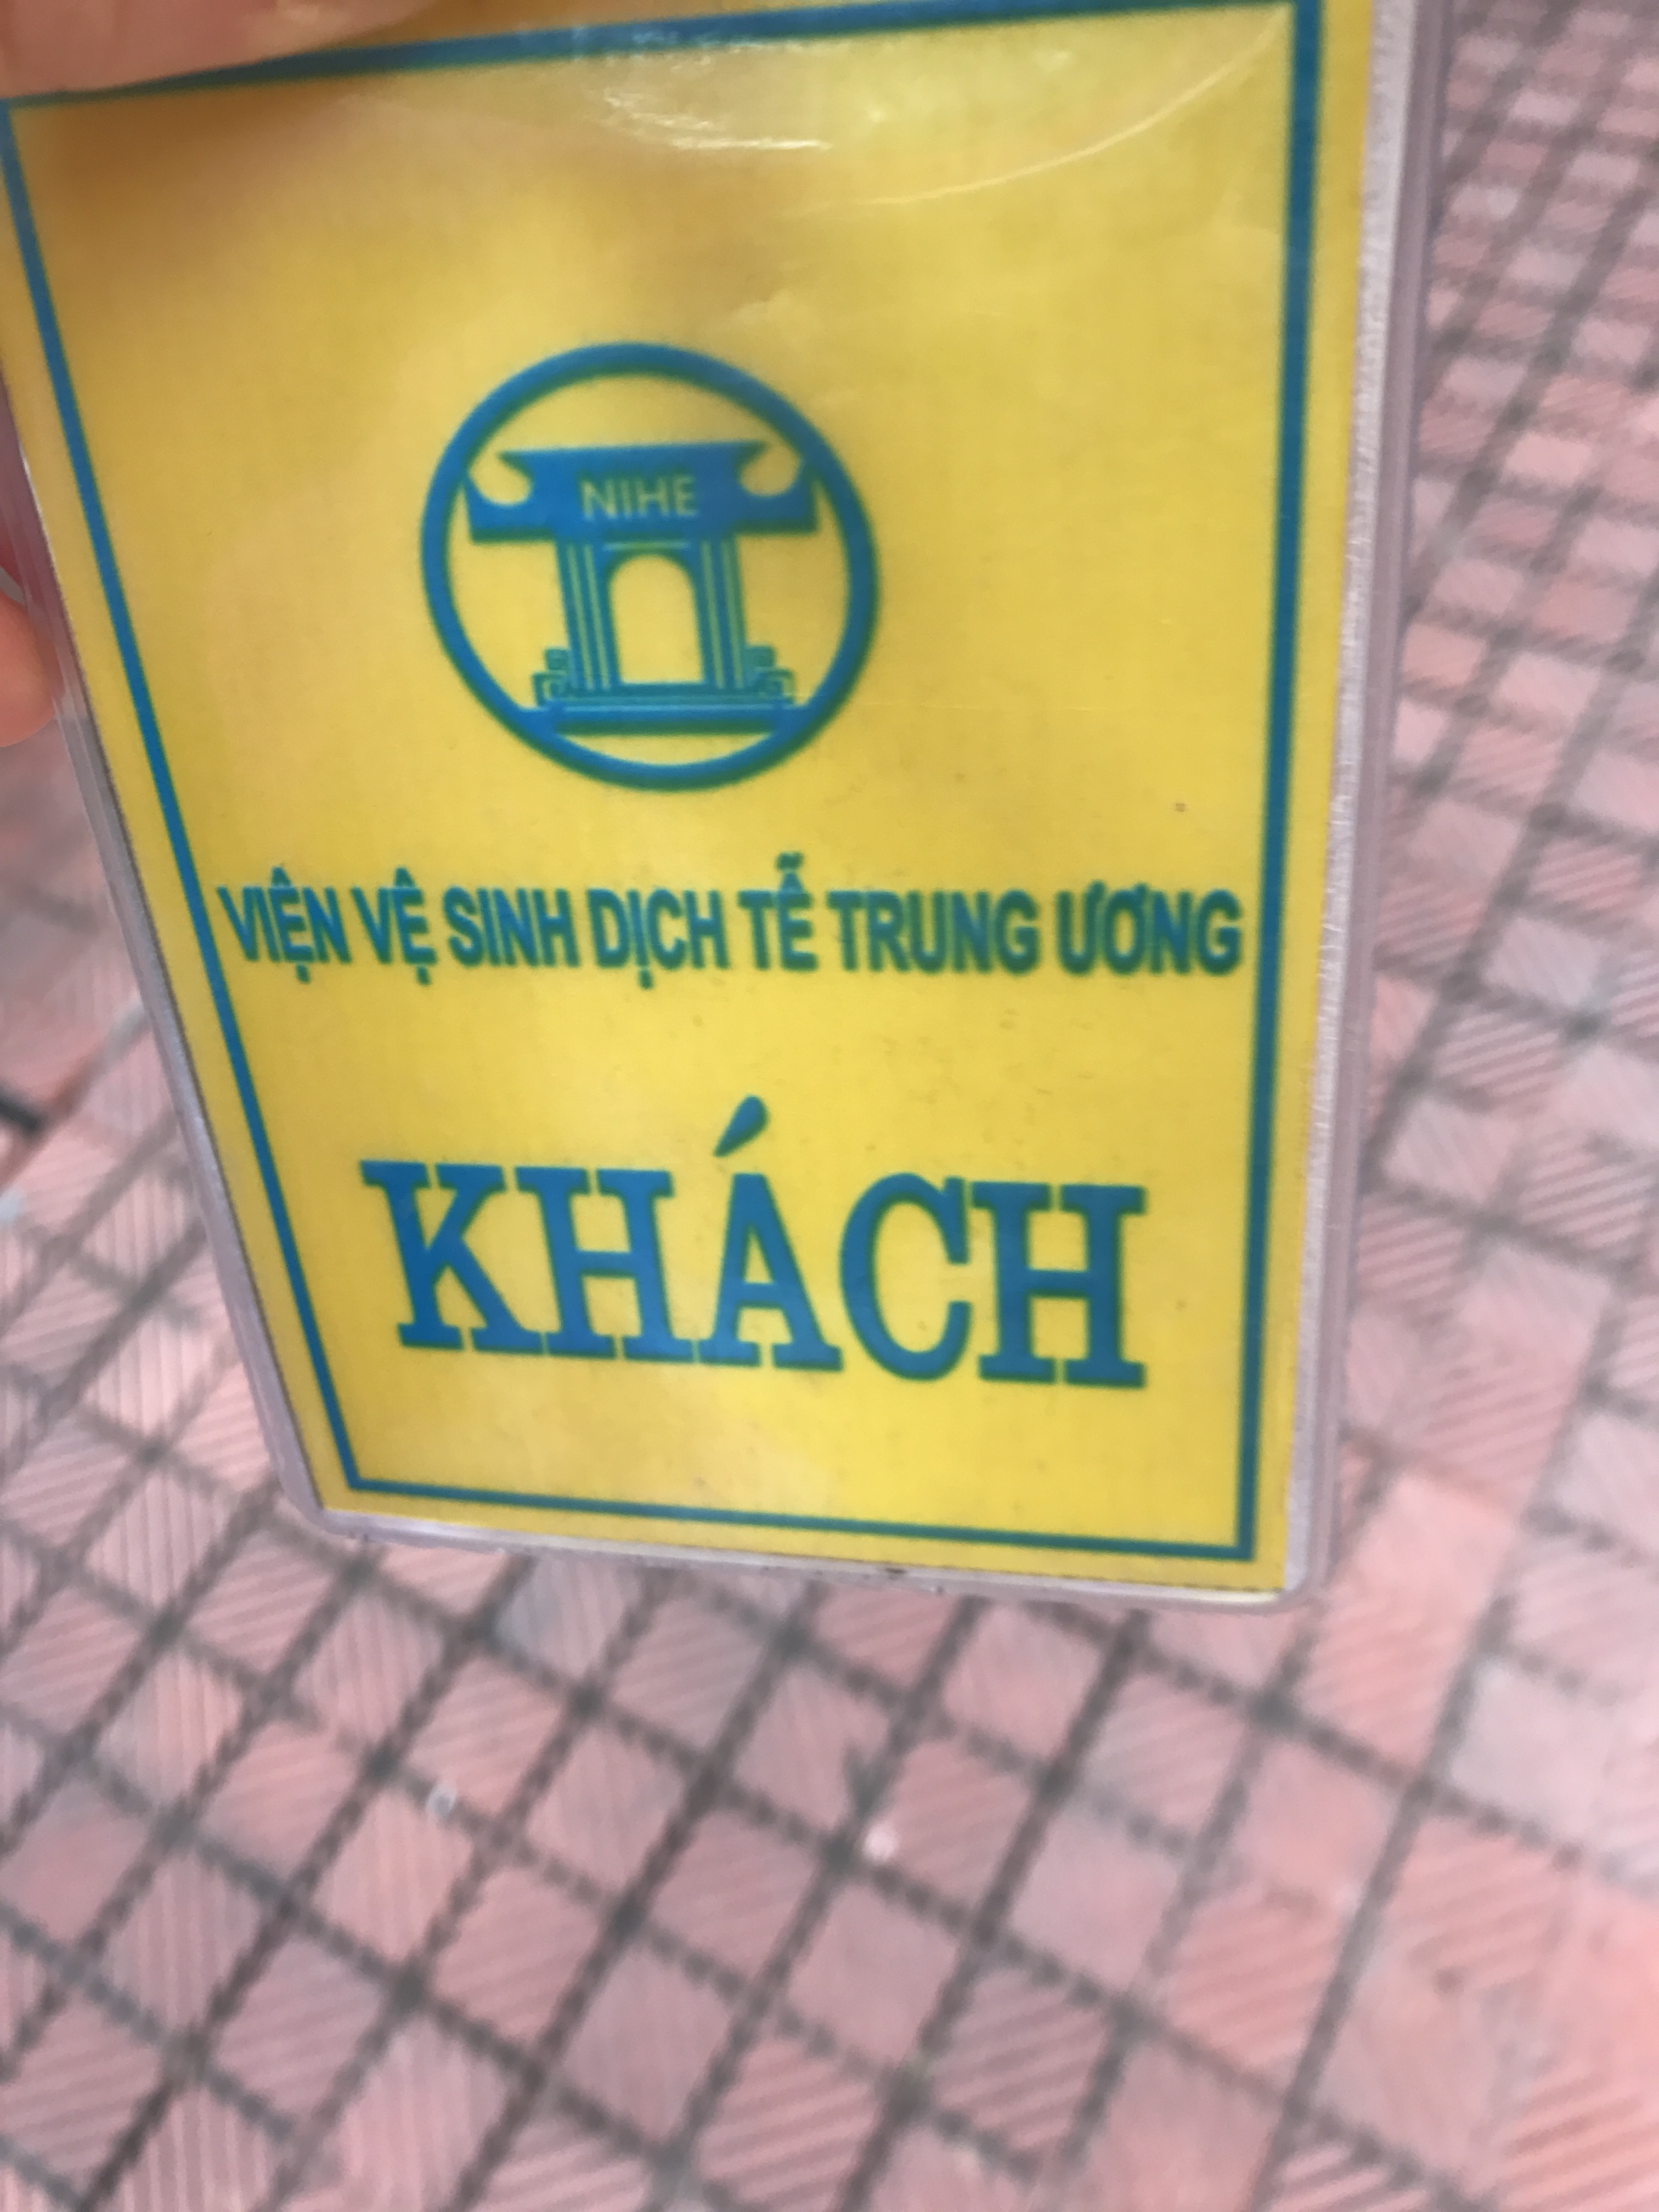 NIHE
VIỆN VỆ SINH DỊCH TỄ TRUNG ƯƠNG
KHÁCH